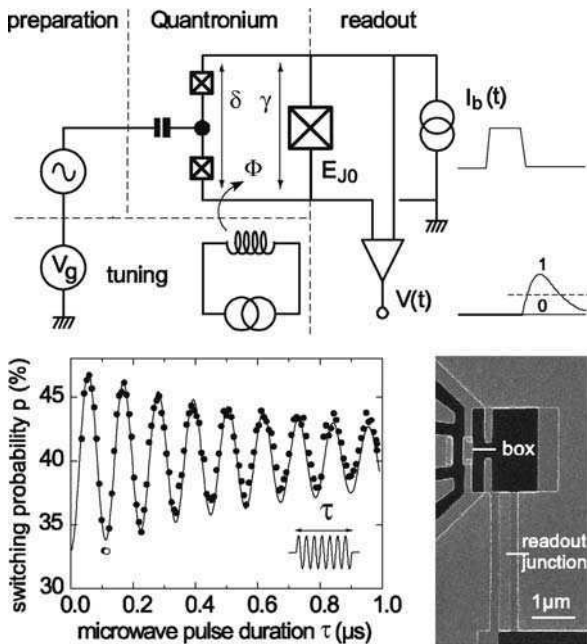 preparation Quantronium readout
δ γ
I_b(t)
E_J0
Φ
V_g
tuning
V(t)
1
0
switching probability p (%)
45
40
35
30
τ
0.0 0.2 0.4 0.6 0.8 1.0
microwave pulse duration τ (μs)
box
readout
junction
1μm